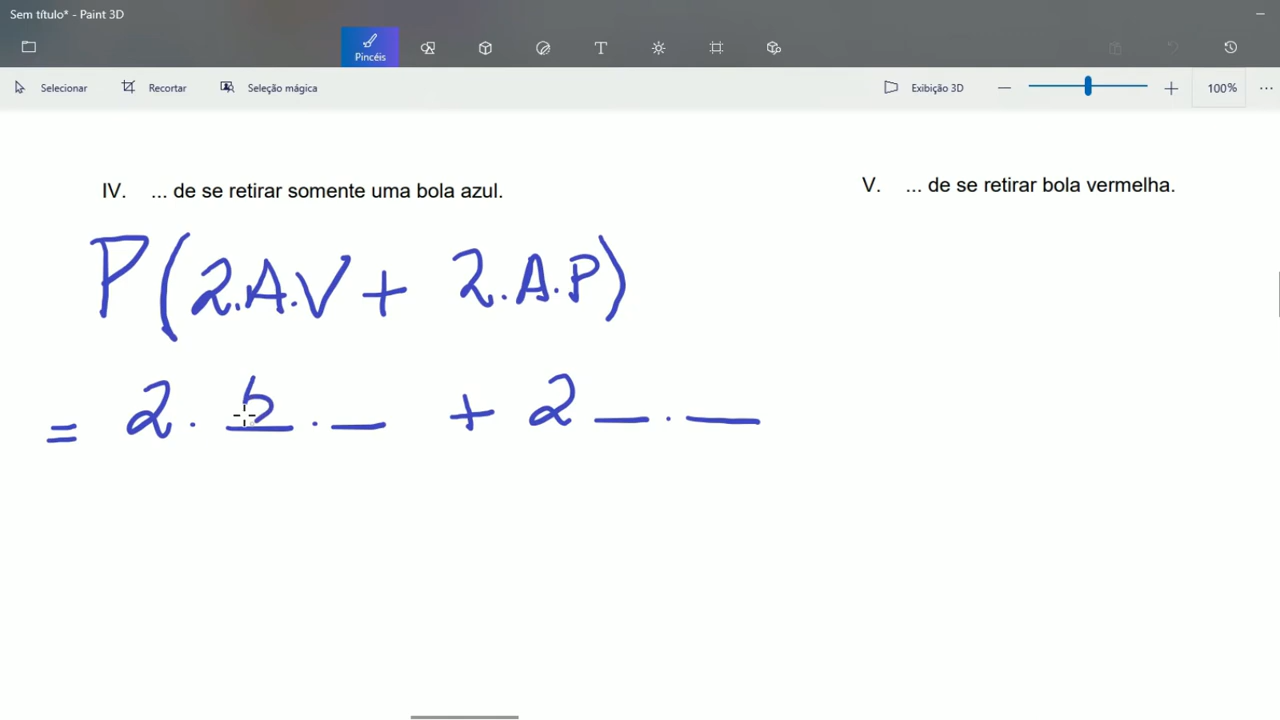 Sem título* - Paint 3D
Pincéis
Selecionar Recortar Seleção mágica Exibição 3D 100%
IV. ... de se retirar somente uma bola azul.
V. ... de se retirar bola vermelha.
P(2.A.V + 2.A.P)
= 2 . 5 . __ + 2 __ . __